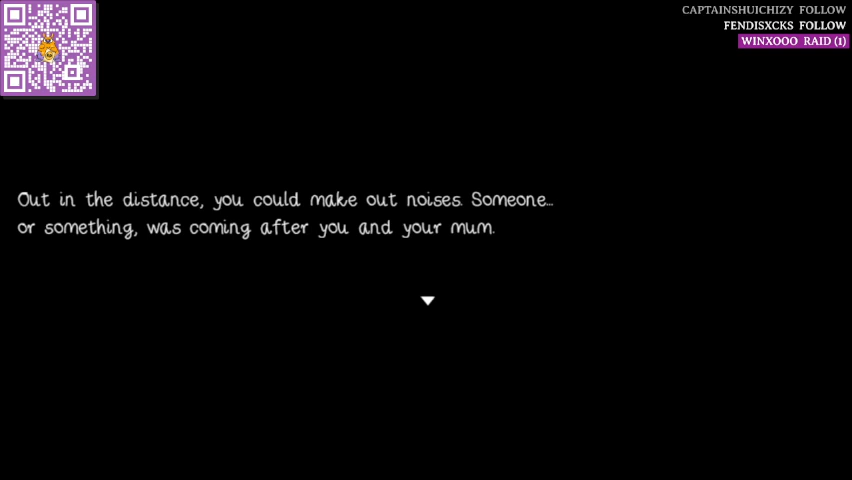 CAPTAINSHUICHIZY FOLLOW
FENDISXCKS FOLLOW
WINXOOO RAID (1)
Out in the distance, you could make out noises. Someone...
or something, was coming after you and your mum.